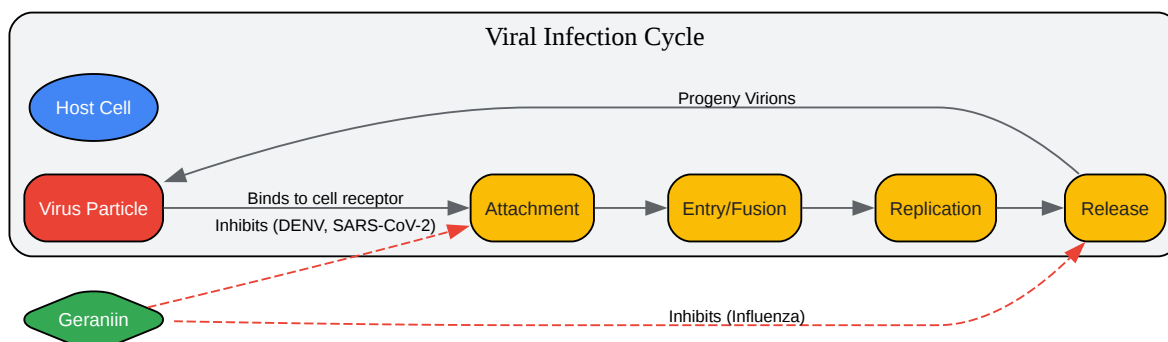 Viral Infection Cycle
Host Cell
Progeny Virions
Virus Particle
Binds to cell receptor
Attachment
Entry/Fusion
Replication
Release
Inhibits (DENV, SARS-CoV-2)
Geraniin
Inhibits (Influenza)